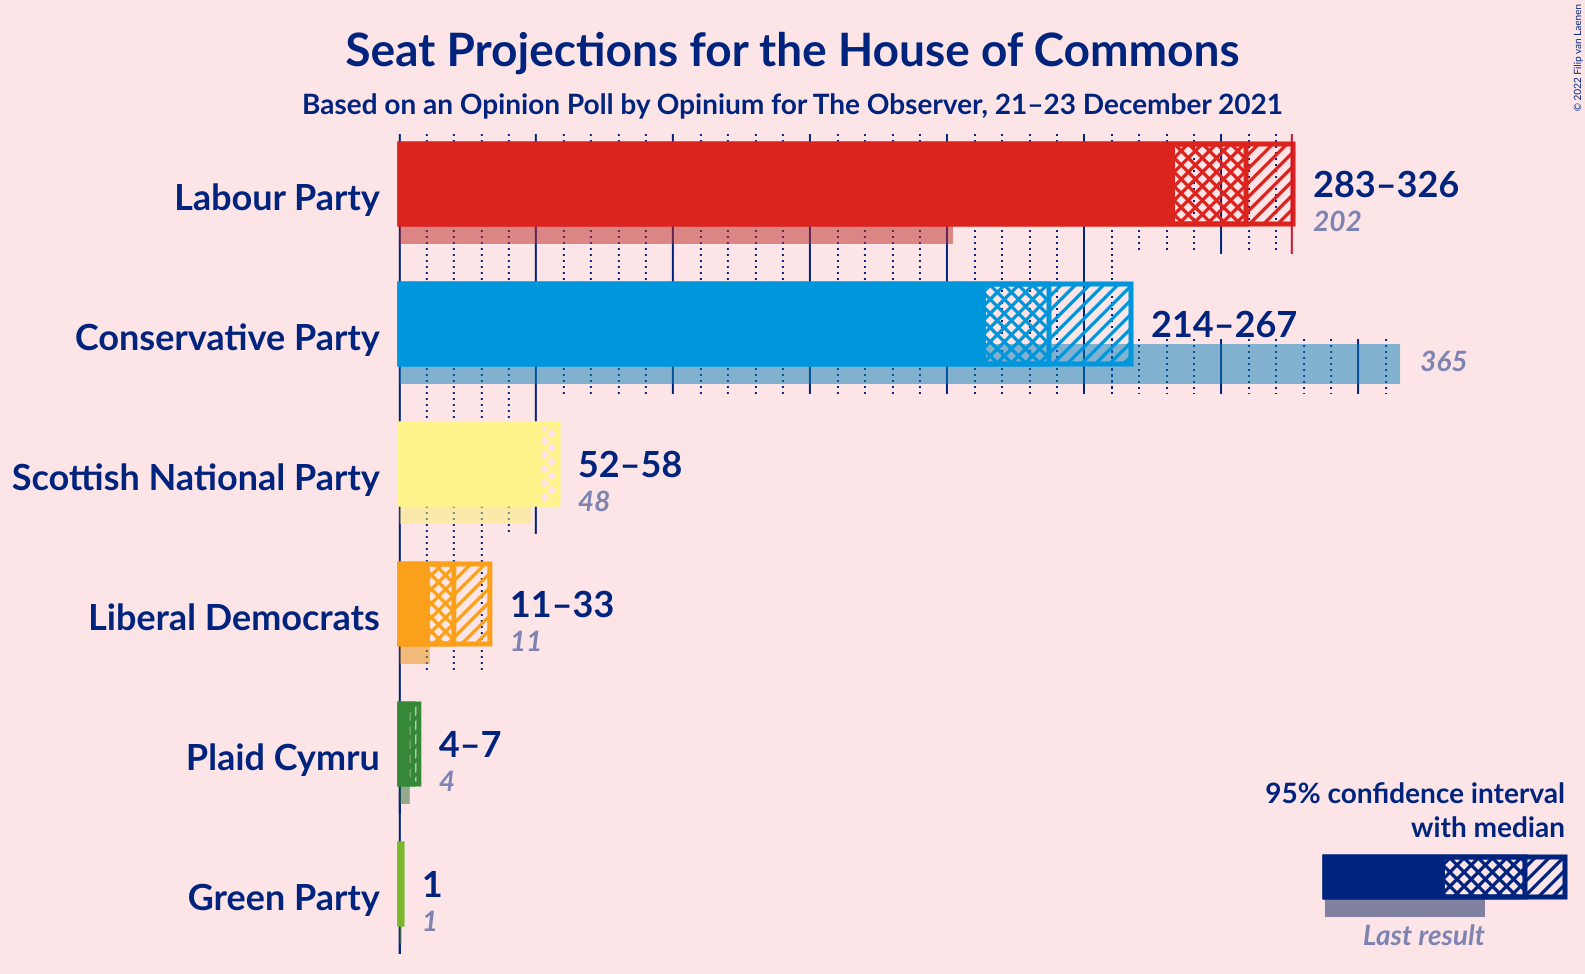 Seat Projections for the House of Commons
Based on an Opinion Poll by Opinium for The Observer, 21–23 December 2021
© 2022 Filip van Laenen
Labour Party
283–326
202
Conservative Party
214–267
365
Scottish National Party
52–58
48
Liberal Democrats
11–33
11
Plaid Cymru
4–7
4
Green Party
1
1
95% confidence interval
with median
Last result